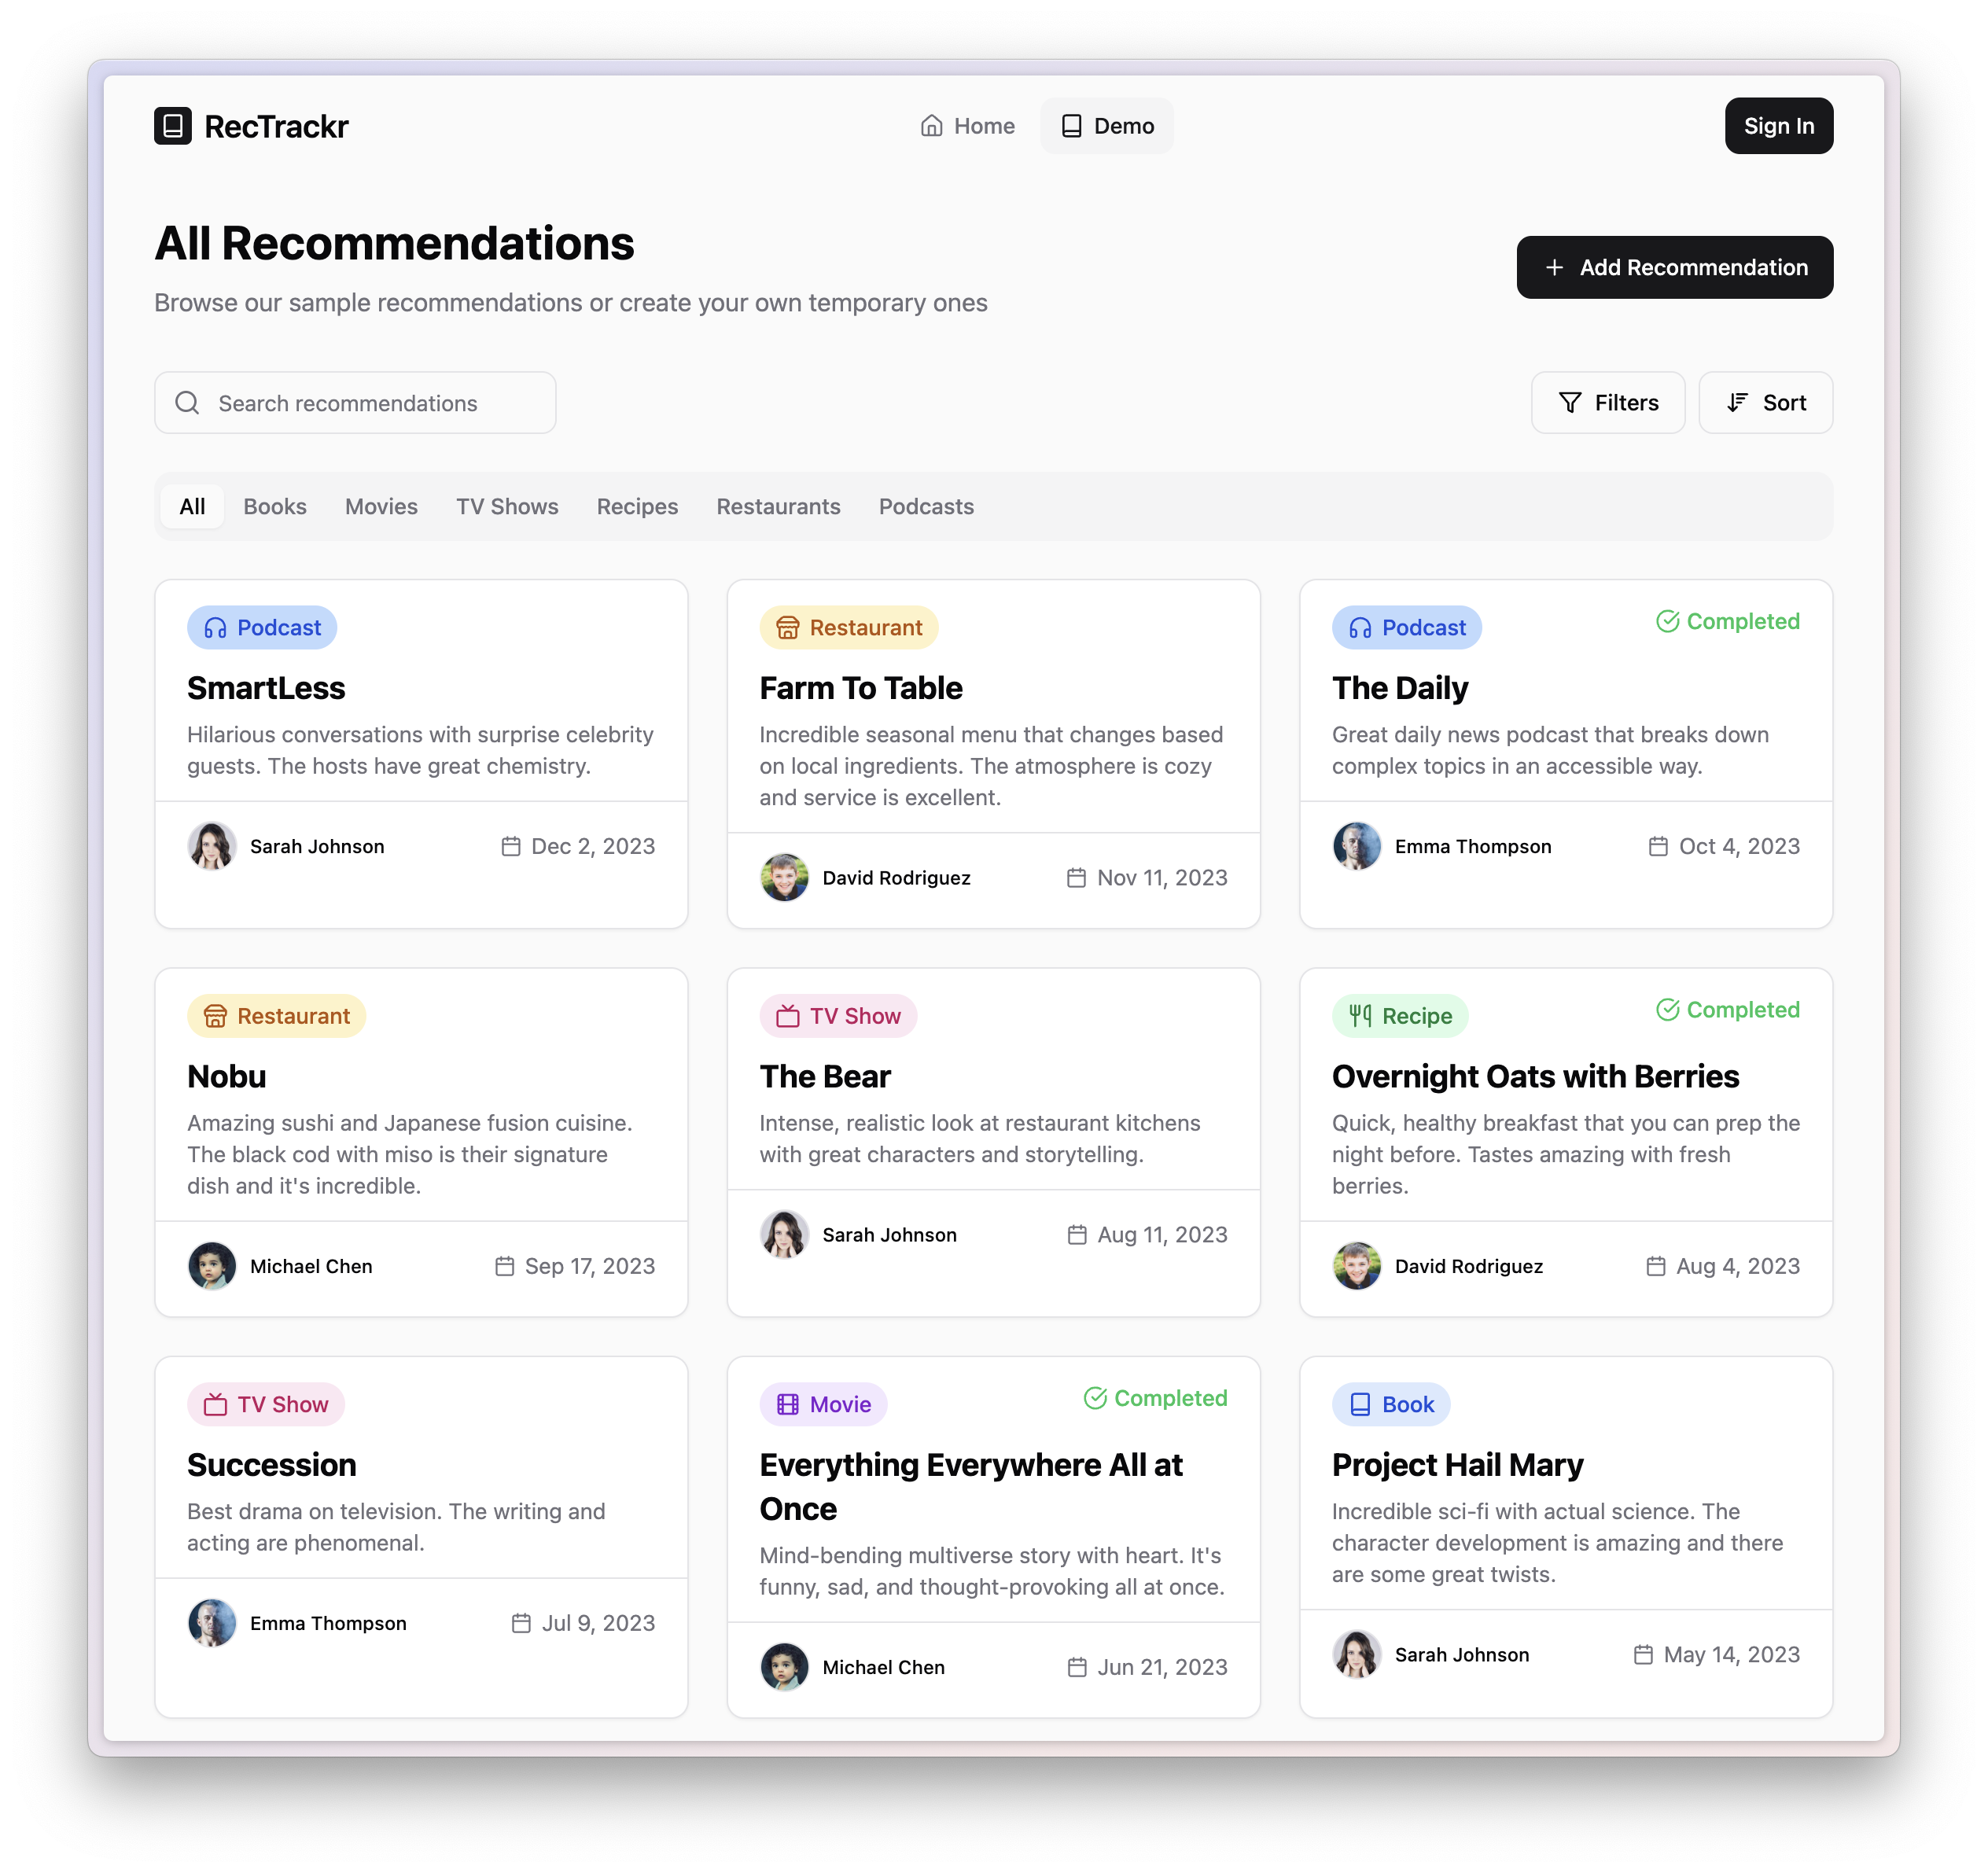 RecTrackr
Home
Demo
Sign In
All Recommendations
Browse our sample recommendations or create your own temporary ones
Add Recommendation
Search recommendations
Filters
Sort
All
Books
Movies
TV Shows
Recipes
Restaurants
Podcasts
Podcast
SmartLess
Hilarious conversations with surprise celebrity
guests. The hosts have great chemistry.
Sarah Johnson
Dec 2, 2023
Restaurant
Farm To Table
Incredible seasonal menu that changes based
on local ingredients. The atmosphere is cozy
and service is excellent.
David Rodriguez
Nov 11, 2023
Podcast
Completed
The Daily
Great daily news podcast that breaks down
complex topics in an accessible way.
Emma Thompson
Oct 4, 2023
Restaurant
Nobu
Amazing sushi and Japanese fusion cuisine.
The black cod with miso is their signature
dish and it's incredible.
Michael Chen
Sep 17, 2023
TV Show
The Bear
Intense, realistic look at restaurant kitchens
with great characters and storytelling.
Sarah Johnson
Aug 11, 2023
Recipe
Completed
Overnight Oats with Berries
Quick, healthy breakfast that you can prep the
night before. Tastes amazing with fresh
berries.
David Rodriguez
Aug 4, 2023
TV Show
Succession
Best drama on television. The writing and
acting are phenomenal.
Emma Thompson
Jul 9, 2023
Movie
Completed
Everything Everywhere All at
Once
Mind-bending multiverse story with heart. It's
funny, sad, and thought-provoking all at once.
Michael Chen
Jun 21, 2023
Book
Project Hail Mary
Incredible sci-fi with actual science. The
character development is amazing and there
are some great twists.
Sarah Johnson
May 14, 2023